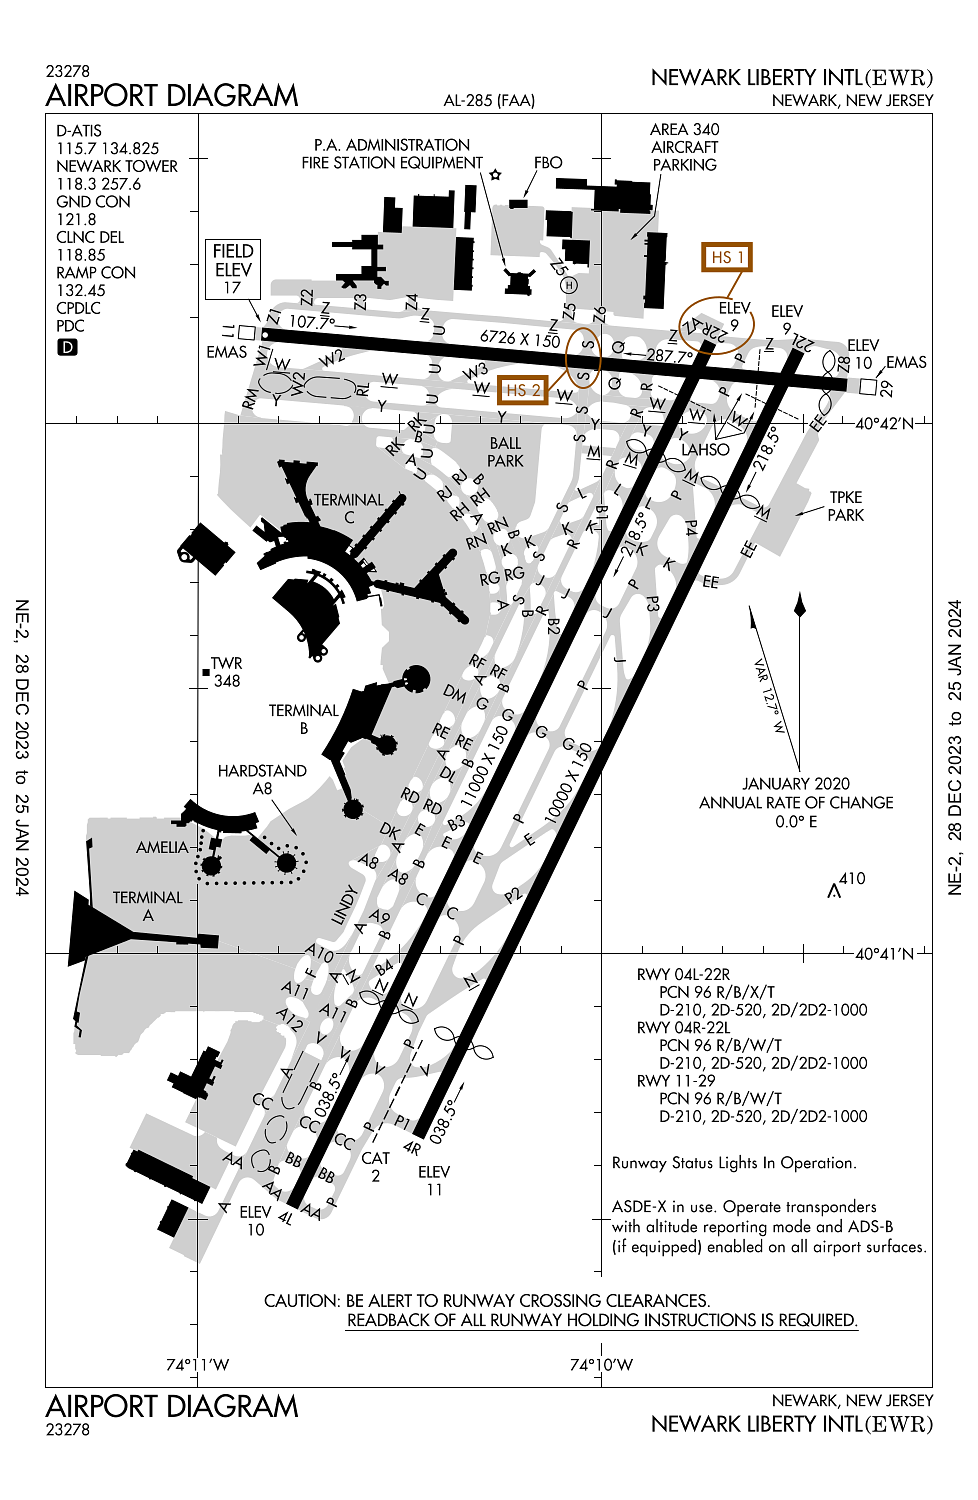 23278
AIRPORT DIAGRAM
AL-285 (FAA)
NEWARK LIBERTY INTL(EWR)
NEWARK, NEW JERSEY
D-ATIS
115.7 134.825
NEWARK TOWER
118.3 257.6
GND CON
121.8
CLNC DEL
118.85
RAMP CON
132.45
CPDLC
PDC
D
P.A. ADMINISTRATION
FIRE STATION EQUIPMENT
FBO
AREA 340
AIRCRAFT
PARKING
FIELD
ELEV
17
HS 1
Z1
Z2
Z
Z3
Z4
Z
Z5
H
Z
Z5
Z6
Z
Z
Z8
ELEV
9
22R
ELEV
9
22L
ELEV
10
EMAS
29
11
EMAS
107.7°
6726 X 150
287.7°
HS 2
W1
W
W2
W2
W
W3
W
W
W
W
W
RM
RL
Y
Y
Y
Y
Y
Y
U
U
U
U
U
U
S
S
S
S
S
S
S
Q
Q
R
R
R
R
R
P
P
EE
LAHSO
40°42'N
218.5°
BALL
PARK
RK
RK
B
A
M
M
M
M
TPKE
PARK
TERMINAL
C
RJ
RJ
B
RH
RH
A
RN
RN
B
L
L
B1
K
K
K
K
K
K
218.5°
P
P4
EE
EE
RG
RG
A
S
B
J
J
J
J
B2
P
P3
TWR
348
RF
RF
A
B
DM
G
G
G
G
P
VAR 12.7° W
TERMINAL
B
RE
RE
A
B
DL
11000 X 150
10000 X 150
JANUARY 2020
ANNUAL RATE OF CHANGE
0.0° E
HARDSTAND
A8
RD
RD
DK
A
B3
E
E
E
E
P
AMELIA
A8
A8
B
410
TERMINAL
A
LINDY
A9
A
B
C
C
P
P2
40°41'N
A10
F
A
A11
A11
A12
N
B
B4
N
N
N
V
V
V
V
P
A
B
CC
CC
CC
038.5°
038.5°
P
P1
4R
CAT
2
ELEV
11
AA
B
BB
BB
AA
AA
A
P
4L
ELEV
10
RWY 04L-22R
PCN 96 R/B/X/T
D-210, 2D-520, 2D/2D2-1000
RWY 04R-22L
PCN 96 R/B/W/T
D-210, 2D-520, 2D/2D2-1000
RWY 11-29
PCN 96 R/B/W/T
D-210, 2D-520, 2D/2D2-1000
Runway Status Lights In Operation.
ASDE-X in use. Operate transponders
with altitude reporting mode and ADS-B
(if equipped) enabled on all airport surfaces.
CAUTION: BE ALERT TO RUNWAY CROSSING CLEARANCES.
READBACK OF ALL RUNWAY HOLDING INSTRUCTIONS IS REQUIRED.
74°11'W
74°10'W
AIRPORT DIAGRAM
23278
NEWARK, NEW JERSEY
NEWARK LIBERTY INTL(EWR)
NE-2, 28 DEC 2023 to 25 JAN 2024
NE-2, 28 DEC 2023 to 25 JAN 2024